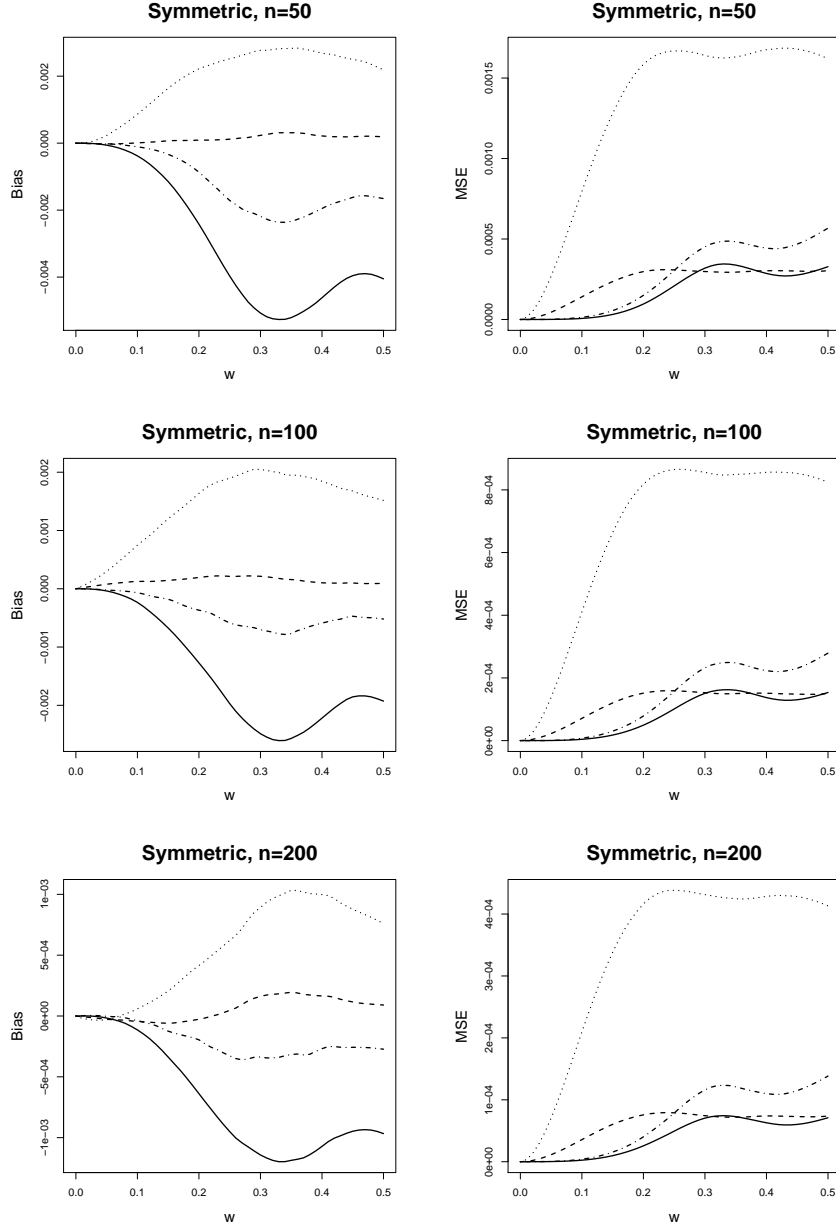 Symmetric, n=50
Bias
0.002
0.000
−0.002
−0.004
0.0 0.1 0.2 0.3 0.4 0.5
w
Symmetric, n=50
MSE
0.0015
0.0010
0.0005
0.0000
0.0 0.1 0.2 0.3 0.4 0.5
w
Symmetric, n=100
Bias
0.002
0.001
0.000
−0.001
−0.002
0.0 0.1 0.2 0.3 0.4 0.5
w
Symmetric, n=100
MSE
8e−04
6e−04
4e−04
2e−04
0e+00
0.0 0.1 0.2 0.3 0.4 0.5
w
Symmetric, n=200
Bias
1e−03
5e−04
0e+00
−5e−04
−1e−03
0.0 0.1 0.2 0.3 0.4 0.5
w
Symmetric, n=200
MSE
4e−04
3e−04
2e−04
1e−04
0e+00
0.0 0.1 0.2 0.3 0.4 0.5
w